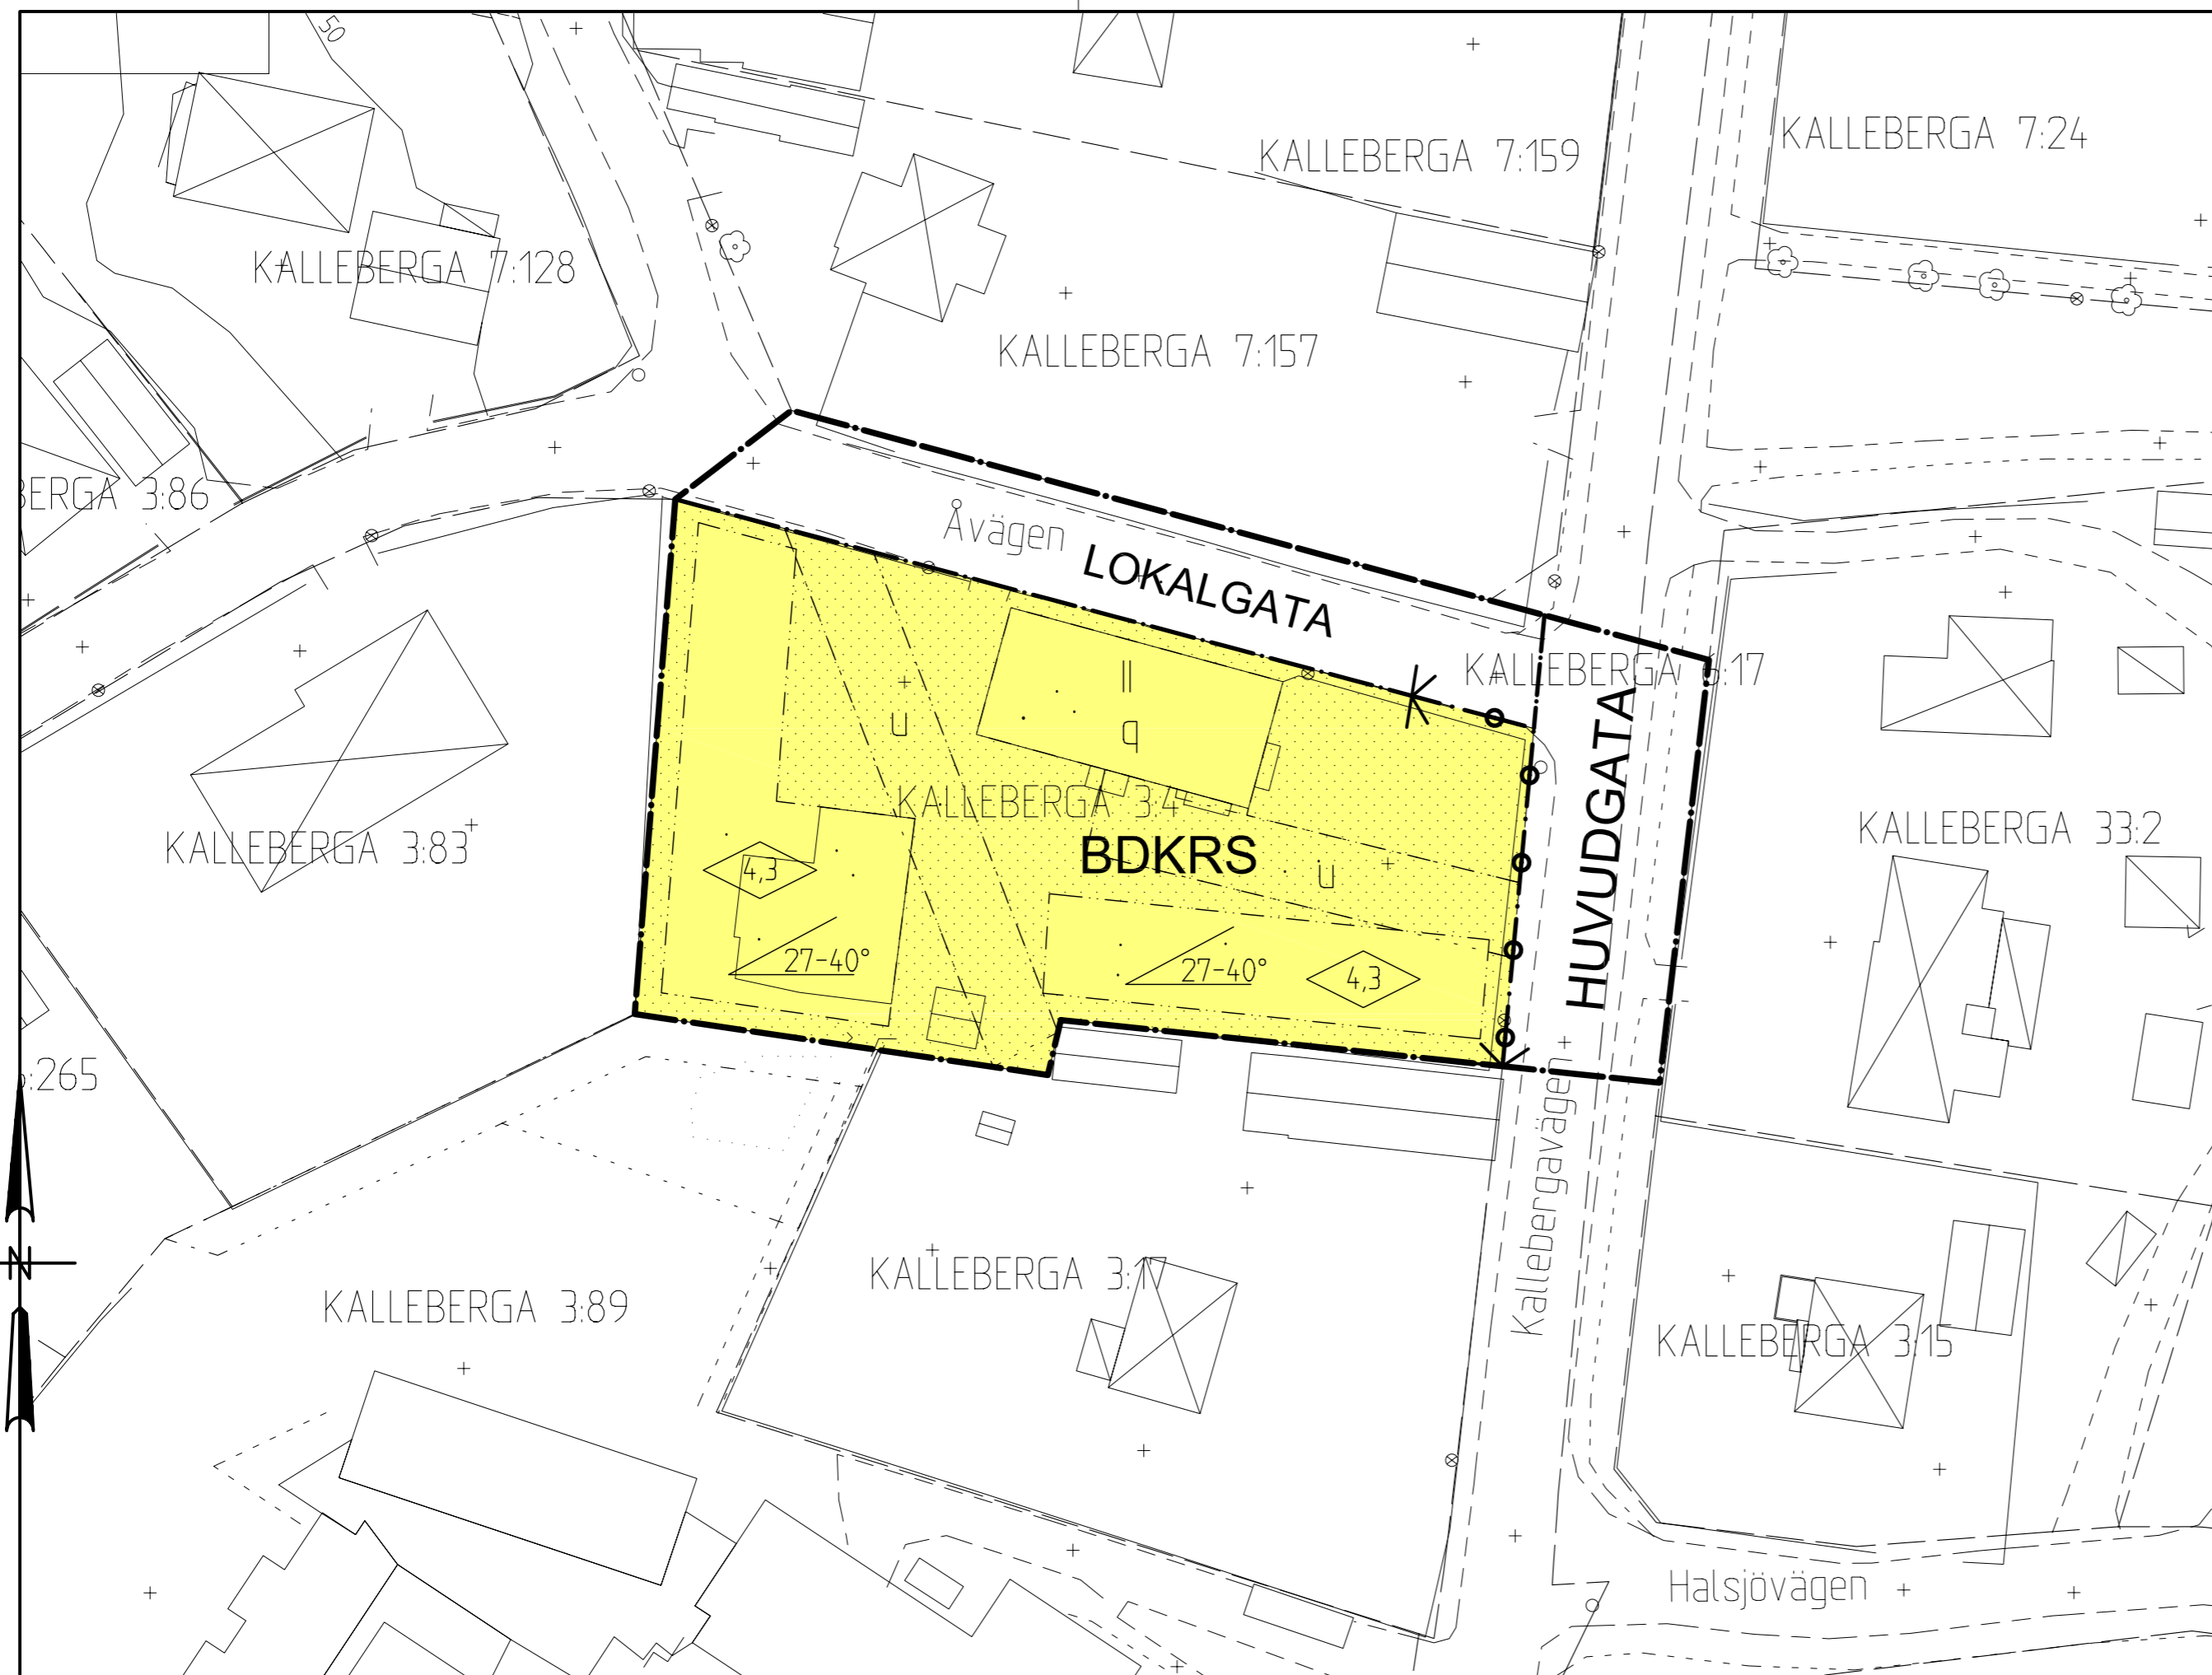 50
KALLEBERGA 7:24
KALLEBERGA 7:159
KALLEBERGA 7:128
KALLEBERGA 7:157
BERGA 3:86
Åvägen
LOKALGATA
KALLEBERGA 5:17
II
u
q
HUVUDGATA
KALLEBERGA 3:4
KALLEBERGA 3:83
BDKRS
KALLEBERGA 33:2
4,3
u
27-40°
27-40°
4,3
:265
Kallebergavägen
N
KALLEBERGA 3:17
KALLEBERGA 3:89
KALLEBERGA 3:15
Halsjövägen